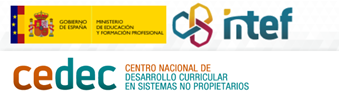 GOBIERNO
DE ESPAÑA
MINISTERIO
DE EDUCACIÓN
Y FORMACIÓN PROFESIONAL
intef
cedec
CENTRO NACIONAL DE
DESARROLLO CURRICULAR
EN SISTEMAS NO PROPIETARIOS